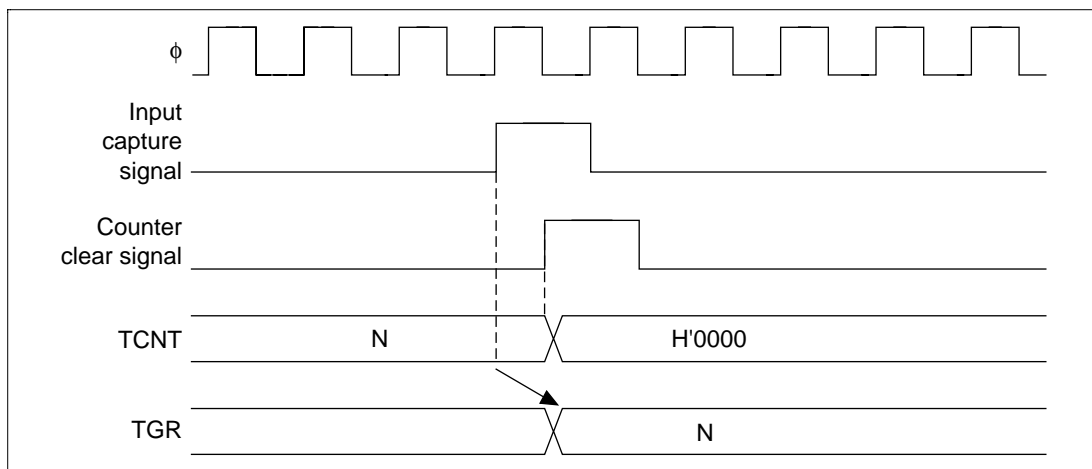 ϕ
Input
capture
signal
Counter
clear signal
TCNT
N
H'0000
TGR
N